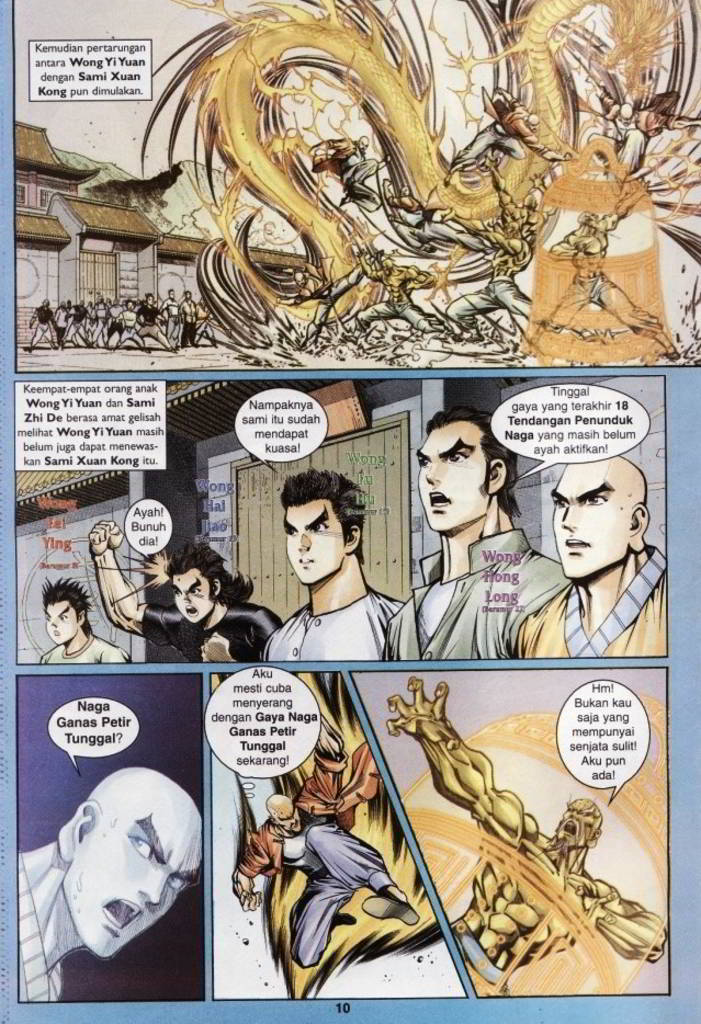 Kemudian pertarungan
antara Wong Yi Yuan
dengan Sami Xuan
Kong pun dimulakan.
Keempat-empat orang anak
Wong Yi Yuan dan Sami
Zhi De berasa amat gelisah
melihat Wong Yi Yuan masih
belum juga dapat menewas-
kan Sami Xuan Kong itu.
Wong
Fei
Ying
Ayah!
Bunuh
dia!
Wong
Hai
Jiao
Nampaknya
sami itu sudah
mendapat
kuasa!
Wong
Fu
Hu
Tinggal
gaya yang terakhir 18
Tendangan Penunduk
Naga yang masih belum
ayah aktifkan!
Wong
Hong
Long
Naga
Ganas Petir
Tunggal?
Aku
mesti cuba
menyerang
dengan Gaya Naga
Ganas Petir
Tunggal
sekarang!
Hm!
Bukan kau
saja yang
mempunyai
senjata sulit!
Aku pun
ada!
10